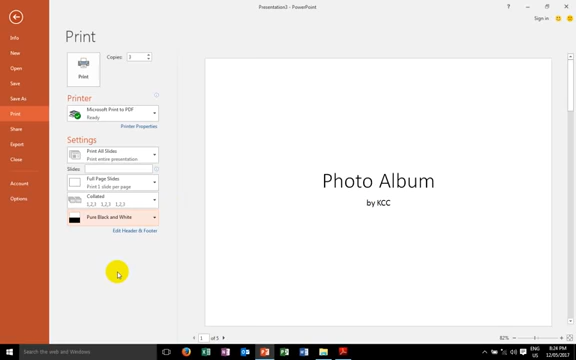 Presentation3 - PowerPoint
?
Sign in
Info
New
Open
Save
Save As
Print
Share
Export
Close
Account
Options
Print
Print
Copies:
Printer
Microsoft Print to PDF
Ready
Printer Properties
Settings
Print All Slides
Print entire presentation
Slides:
Full Page Slides
Print 1 slide per page
Collated
1,2,3 1,2,3 1,2,3
Pure Black and White
Edit Header & Footer
Photo Album
by KCC
1 of 1
82%
Search the web and Windows
ENG
US
8:24 PM